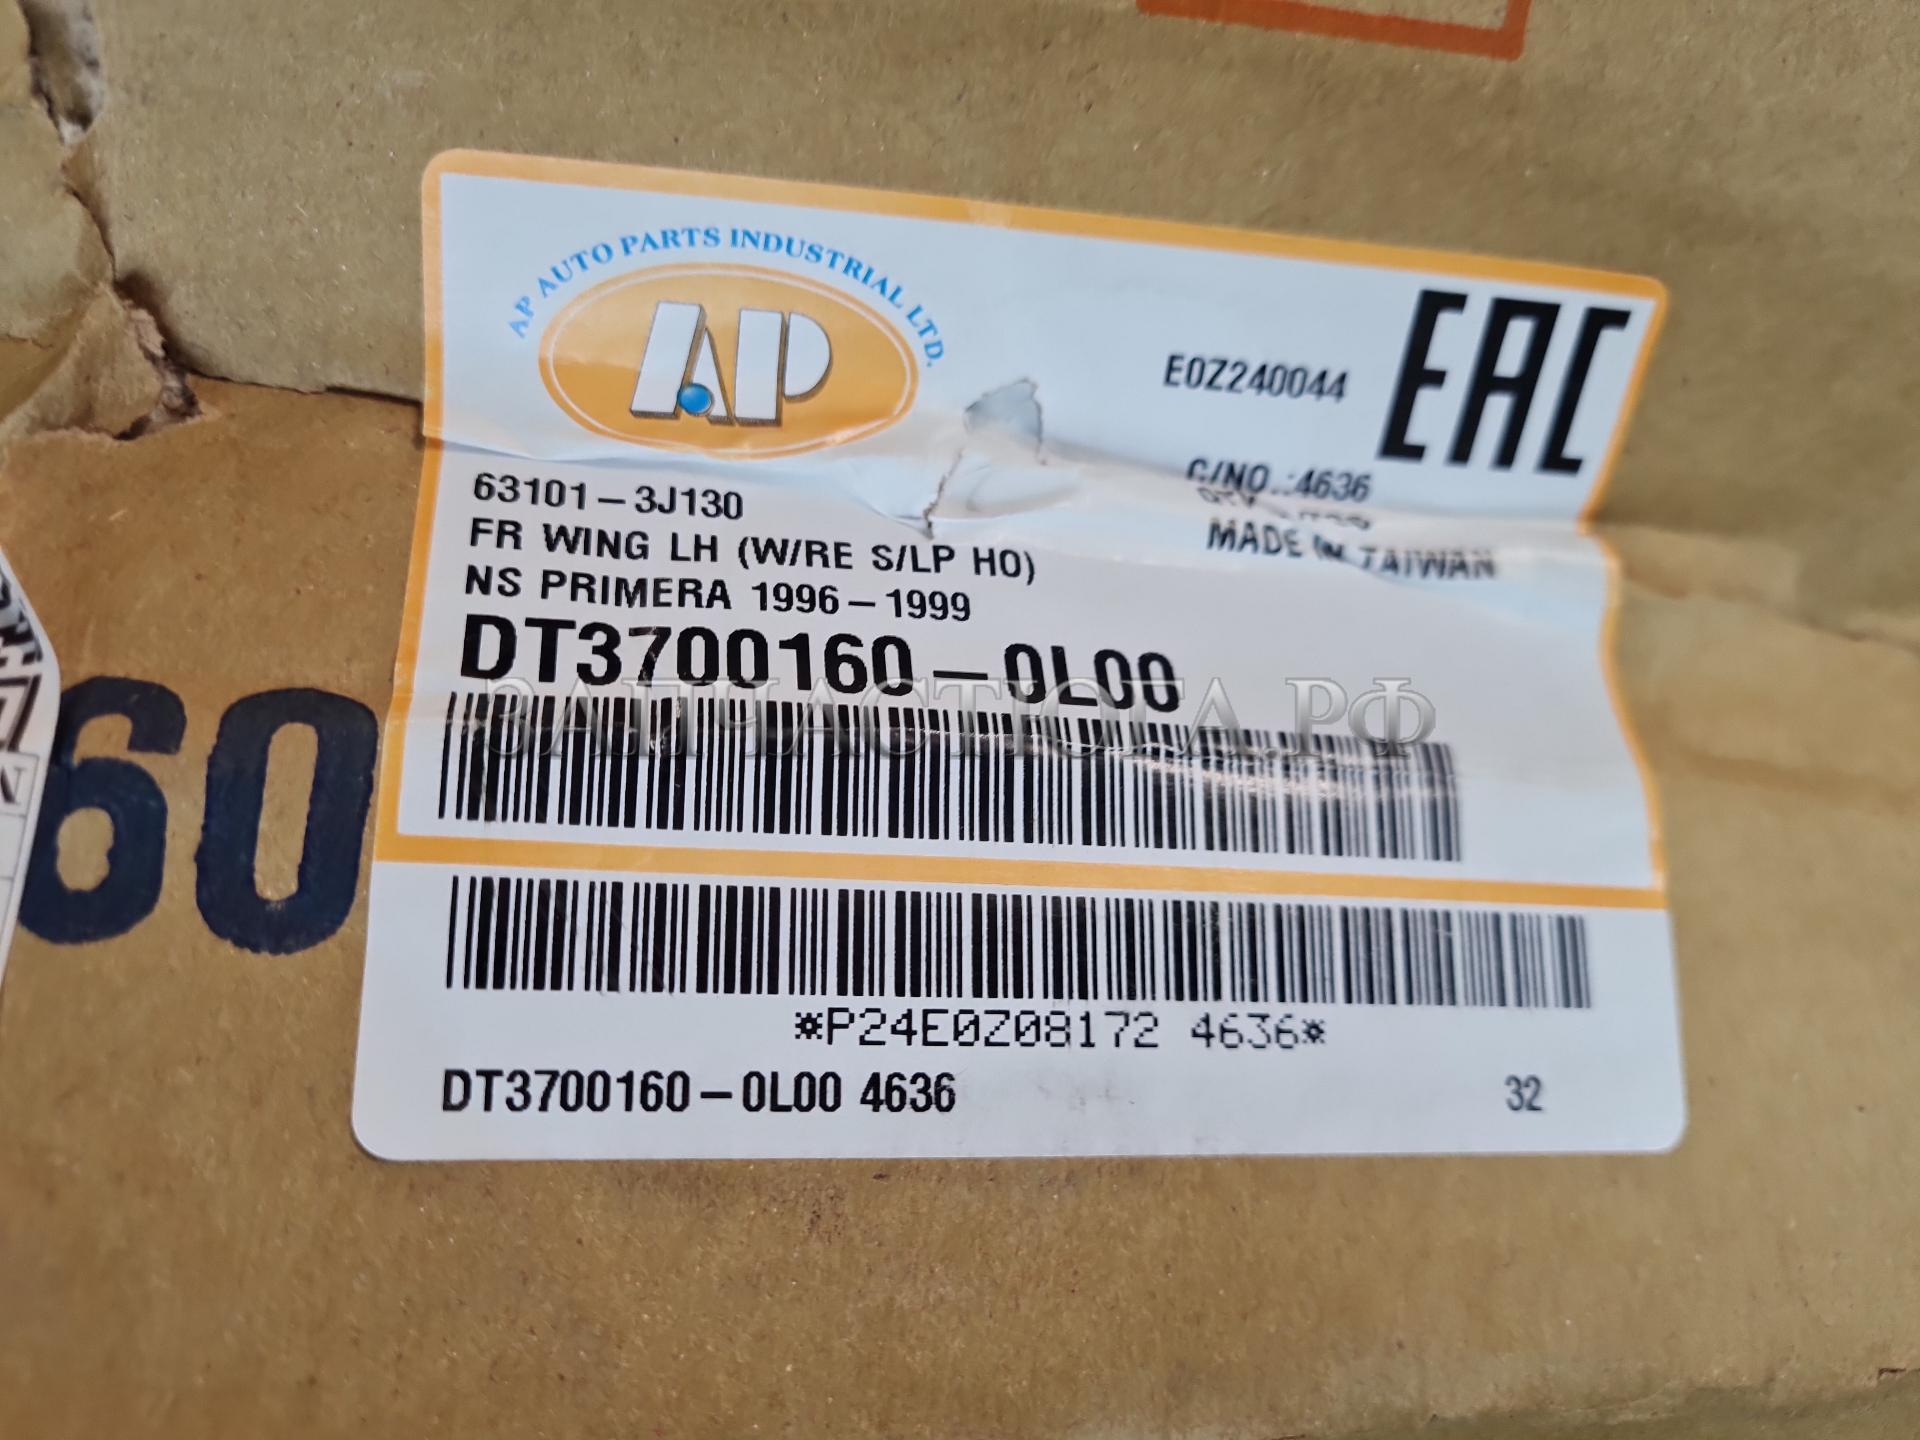 AP AUTO PARTS INDUSTRIAL LTD.
AP
E0Z240044
EAC
C/NO.:4636
MADE IN TAIWAN
63101-3J130
FR WING LH (W/RE S/LP HO)
NS PRIMERA 1996-1999
DT3700160-0L00
ЗАПЧАСТЮГА.РФ
60
*P24E0Z08172 4636*
DT3700160-0L00 4636
32